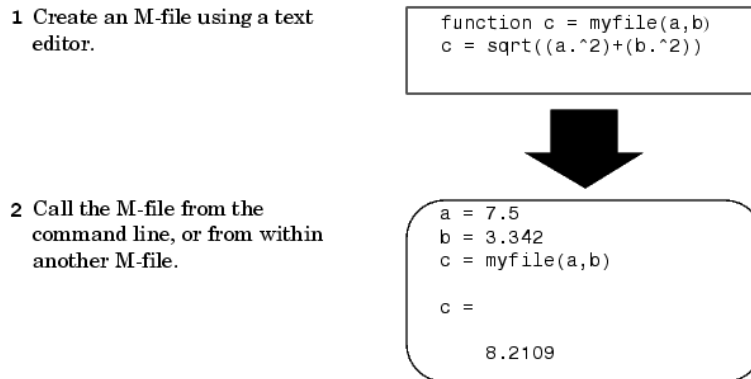 1 Create an M-file using a text
editor.
function c = myfile(a,b)
c = sqrt((a.^2)+(b.^2))
2 Call the M-file from the
command line, or from within
another M-file.
a = 7.5
b = 3.342
c = myfile(a,b)
c =
8.2109